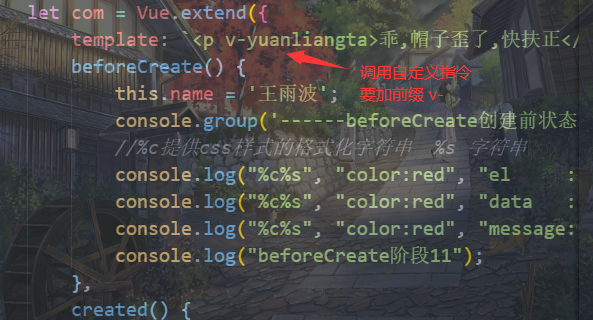 let com = Vue.extend({
template: `<p v-yuanliangta>乖,帽子歪了,快扶正</
beforeCreate() {
调用自定义指令
this.name = '王雨波';
要加前缀 v-
console.group('------beforeCreate创建前状态
//%c提供css样式的格式化字符串 %s 字符串
console.log("%c%s", "color:red", "el :
console.log("%c%s", "color:red", "data :
console.log("%c%s", "color:red", "message:
console.log("beforeCreate阶段11");
},
created() {